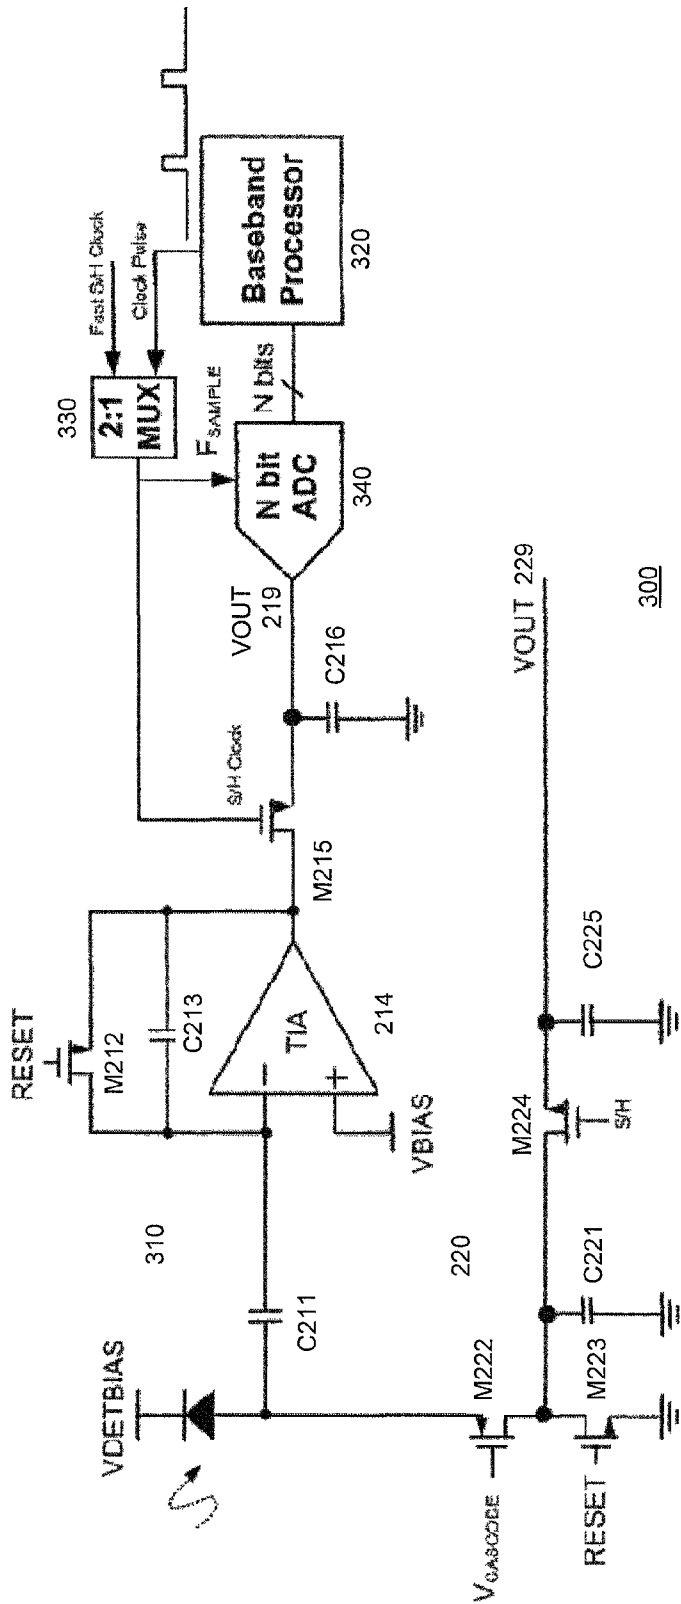 VDETBIAS
310
C211
RESET
M212
C213
TIA
−
+
214
VBIAS
M215
S/H Clock
VOUT
219
C216
330
2:1
MUX
Fast S/H Clock
Clock Pulse
FSAMPLE
N bit
ADC
340
N bits
Baseband
Processor
320
VCASCODE
M222
220
RESET
M223
C221
M224
S/H
C225
VOUT 229
300